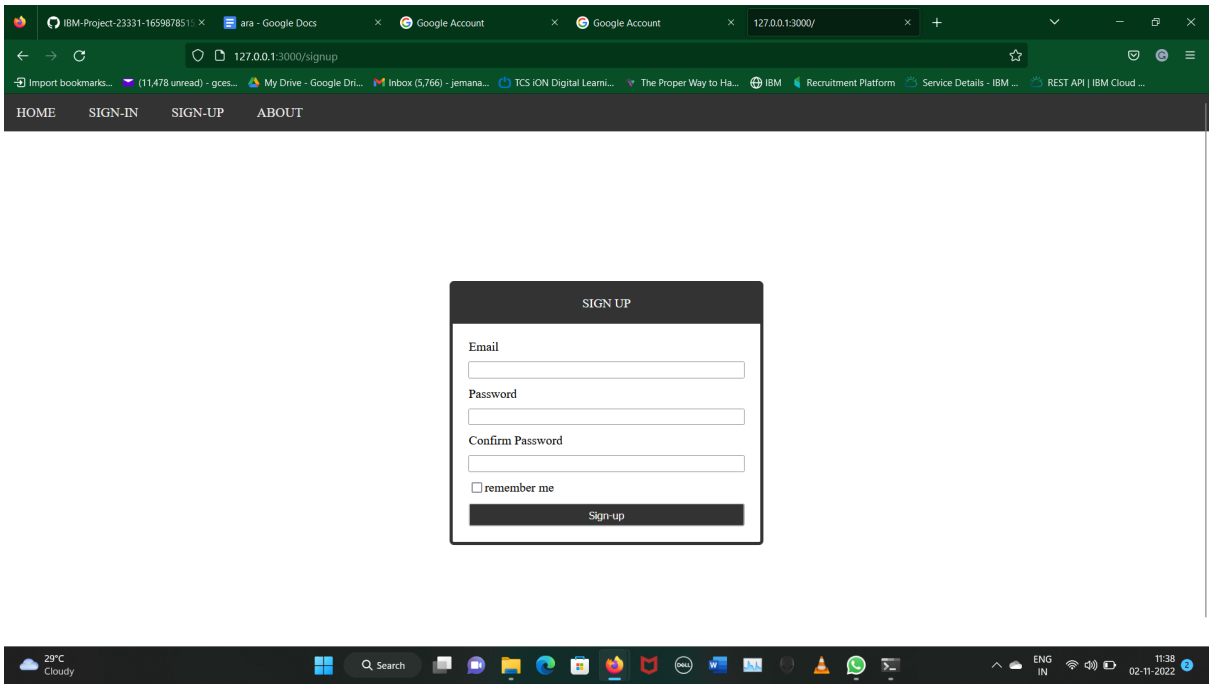 IBM-Project-23331-1659878515
ara - Google Docs
Google Account
Google Account
127.0.0.1:3000/
127.0.0.1:3000/signup
Import bookmarks...
(11,478 unread) - gces...
My Drive - Google Dri...
Inbox (5,766) - jemana...
TCS iON Digital Learni...
The Proper Way to Ha...
IBM
Recruitment Platform
Service Details - IBM ...
REST API | IBM Cloud ...
HOME SIGN-IN SIGN-UP ABOUT
SIGN UP
Email
Password
Confirm Password
remember me
Sign-up
29°C
Cloudy
Search
DELL
ENG
IN
11:38
02-11-2022
2